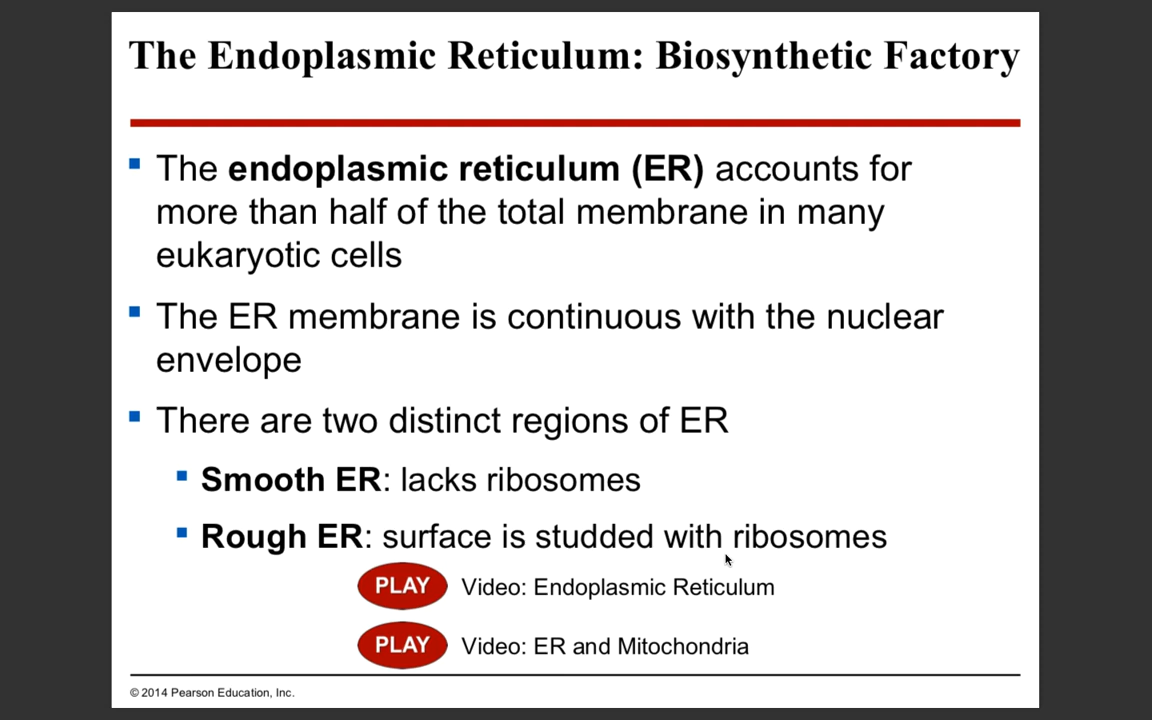 The Endoplasmic Reticulum: Biosynthetic Factory
The endoplasmic reticulum (ER) accounts for
more than half of the total membrane in many
eukaryotic cells
The ER membrane is continuous with the nuclear
envelope
There are two distinct regions of ER
Smooth ER: lacks ribosomes
Rough ER: surface is studded with ribosomes
PLAY Video: Endoplasmic Reticulum
PLAY Video: ER and Mitochondria
© 2014 Pearson Education, Inc.